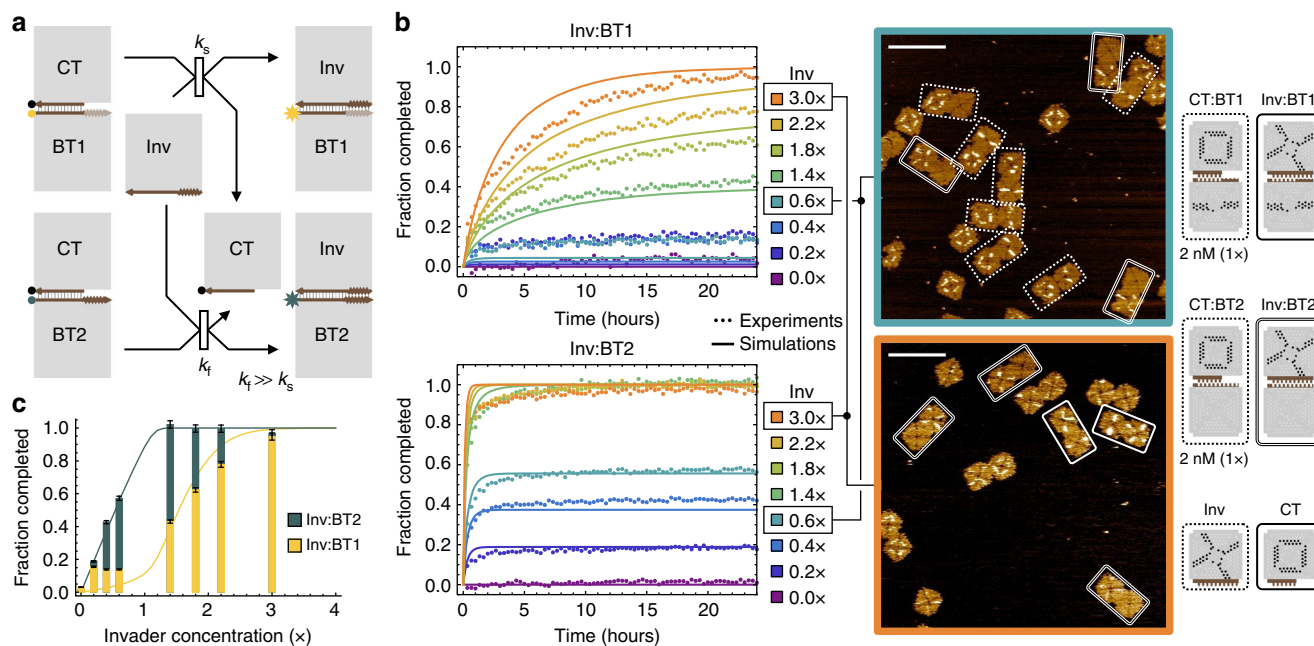 a
CT
BT1
Inv
kₛ
Inv
BT1
CT
BT2
CT
k_f
k_f ≫ kₛ
Inv
BT2
b
Inv:BT1
Fraction completed
1.0
0.8
0.6
0.4
0.2
0.0
0
5
10
15
20
Time (hours)
Inv
3.0×
2.2×
1.8×
1.4×
0.6×
0.4×
0.2×
0.0×
Experiments
Simulations
Inv:BT2
Fraction completed
1.0
0.8
0.6
0.4
0.2
0.0
0
5
10
15
20
Time (hours)
Inv
3.0×
2.2×
1.8×
1.4×
0.6×
0.4×
0.2×
0.0×
CT:BT1
Inv:BT1
2 nM (1×)
CT:BT2
Inv:BT2
2 nM (1×)
Inv
CT
c
Fraction completed
1.0
0.8
0.6
0.4
0.2
0.0
0
1
2
3
4
Invader concentration (×)
Inv:BT2
Inv:BT1